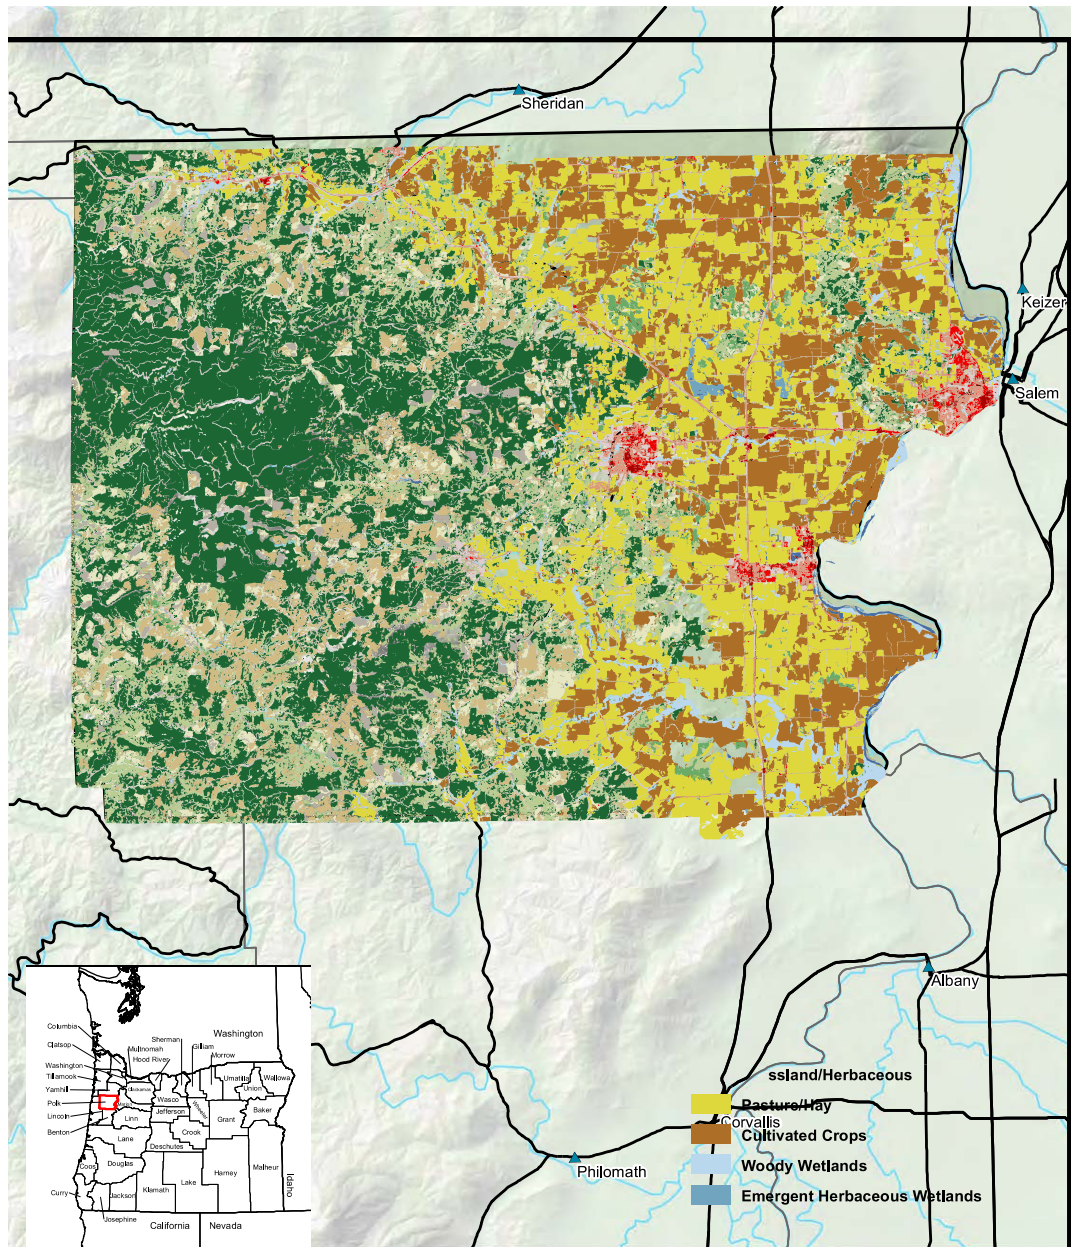 Sheridan
Keizer
Salem
Albany
Corvallis
Philomath
ssland/Herbaceous
Pasture/Hay
Cultivated Crops
Woody Wetlands
Emergent Herbaceous Wetlands
Washington
Columbia
Clatsop
Washington
Tillamook
Yamhill
Polk
Lincoln
Benton
Multnomah
Hood River
Sherman
Gilliam
Morrow
Umatilla
Union
Wallowa
Clackamas
Wasco
Jefferson
Wheeler
Grant
Baker
Linn
Crook
Lane
Deschutes
Coos
Douglas
Klamath
Lake
Harney
Malheur
Idaho
Curry
Jackson
Josephine
California
Nevada